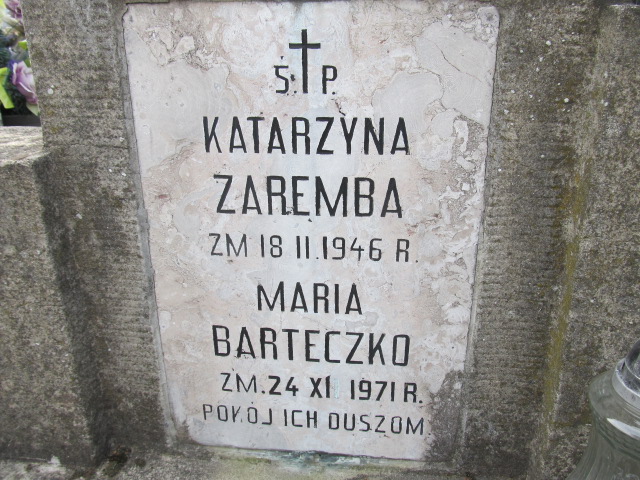 Ś.P.
KATARZYNA
ZAREMBA
ZM 18 II.1946 R.
MARIA
BARTECZKO
ZM. 24 XI 1971 R.
POKÓJ ICH DUSZOM.